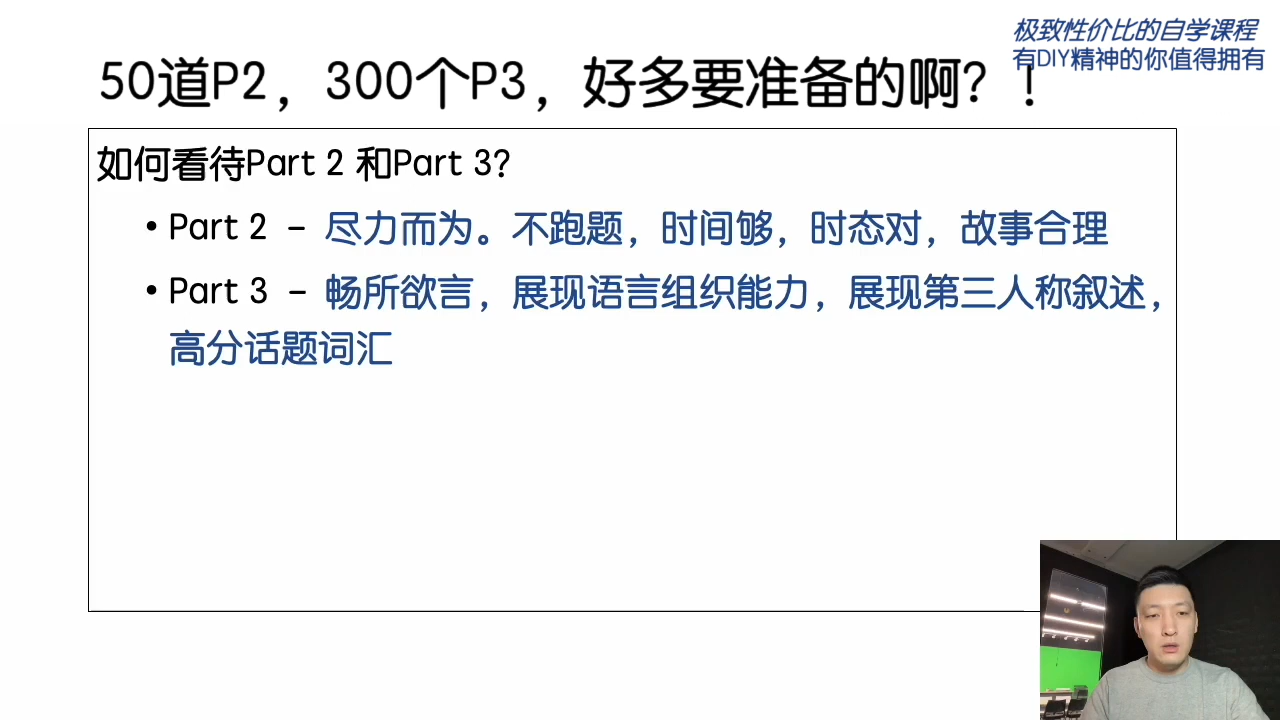 极致性价比的自学课程
有DIY精神的你值得拥有
50道P2，300个P3，好多要准备的啊？！
如何看待Part 2 和Part 3?
• Part 2 – 尽力而为。不跑题，时间够，时态对，故事合理
• Part 3 – 畅所欲言，展现语言组织能力，展现第三人称叙述，
高分话题词汇